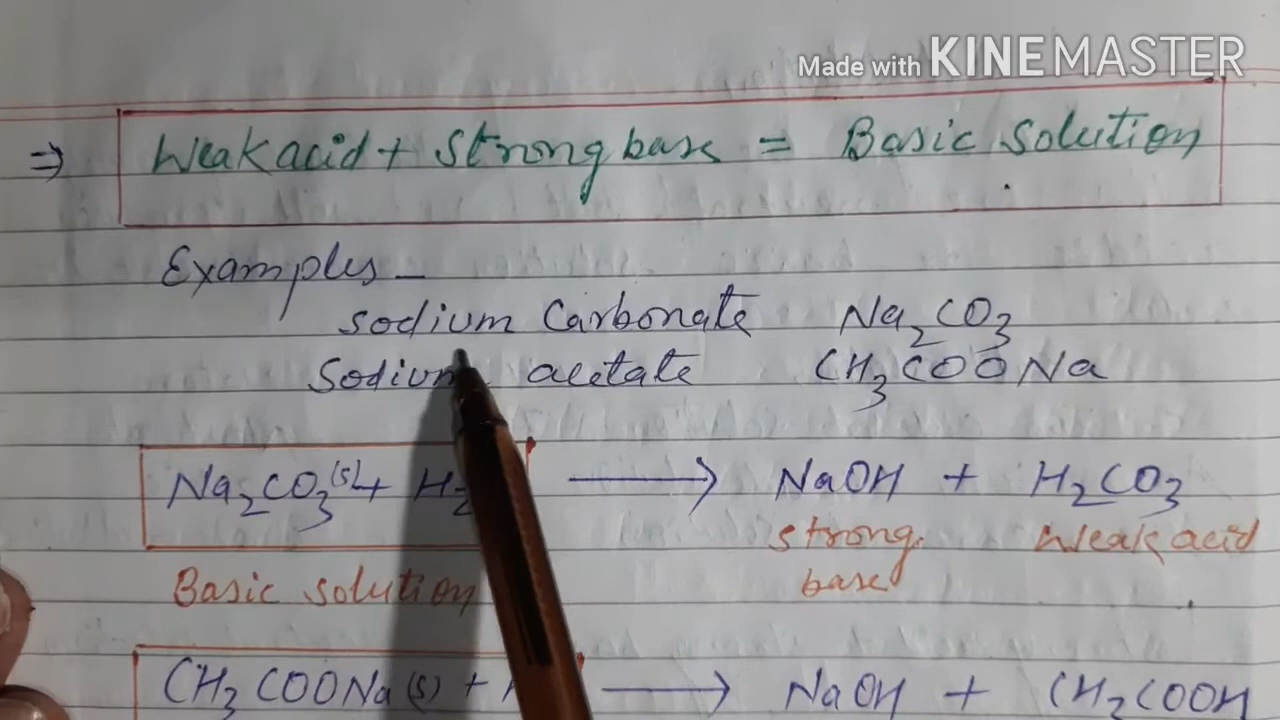 Made with KINEMASTER
⇒ Weak acid + Strong base = Basic Solution
Examples –
Sodium Carbonate Na₂CO₃
Sodium acetate CH₃COONa
Na₂CO₃(s) + H₂ ⟶ NaOH + H₂CO₃
strong weak acid
base
Basic solution
CH₃COONa(s) + ⟶ NaOH + CH₃COOH